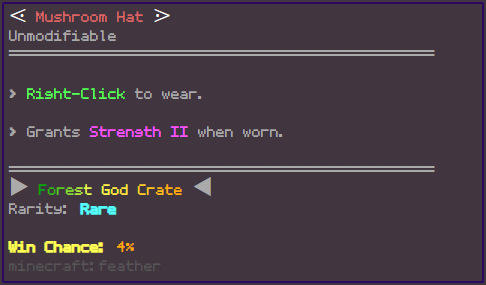 ⋖ Mushroom Hat ⋗
Unmodifiable
› Right-Click to wear.
› Grants Strength II when worn.
▶ Forest God Crate ◀
Rarity: Rare
Win Chance: 4%
minecraft:feather